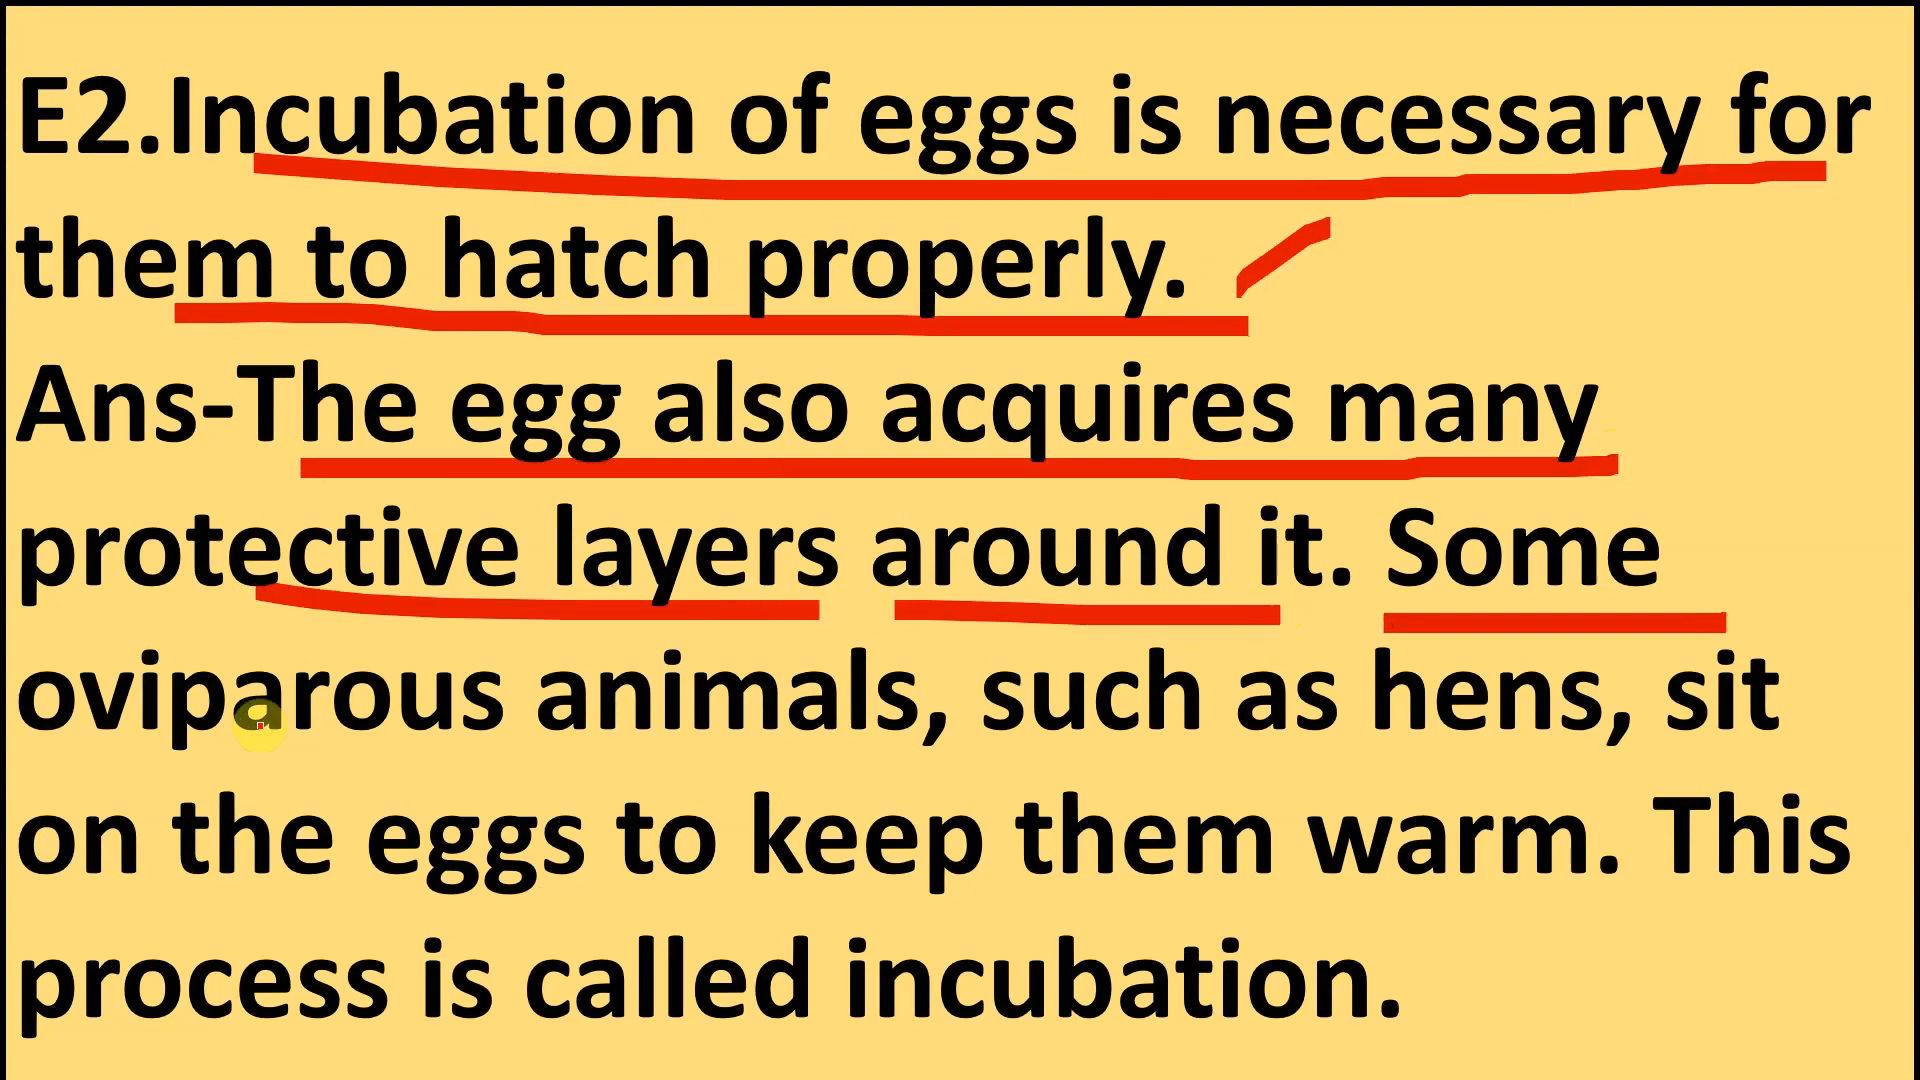 E2.Incubation of eggs is necessary for
them to hatch properly.
Ans-The egg also acquires many
protective layers around it. Some
oviparous animals, such as hens, sit
on the eggs to keep them warm. This
process is called incubation.